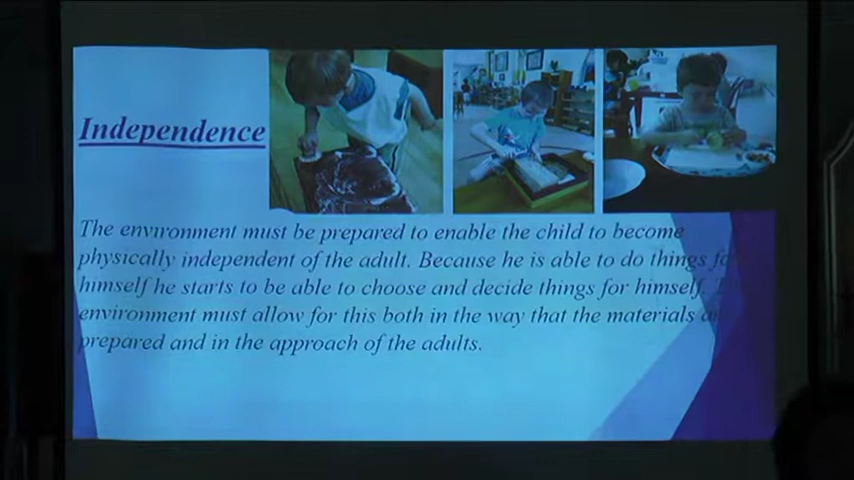 Independence
The environment must be prepared to enable the child to become
physically independent of the adult. Because he is able to do things
himself he starts to be able to choose and decide things for himself.
environment must allow for this both in the way that the materials
prepared and in the approach of the adults.